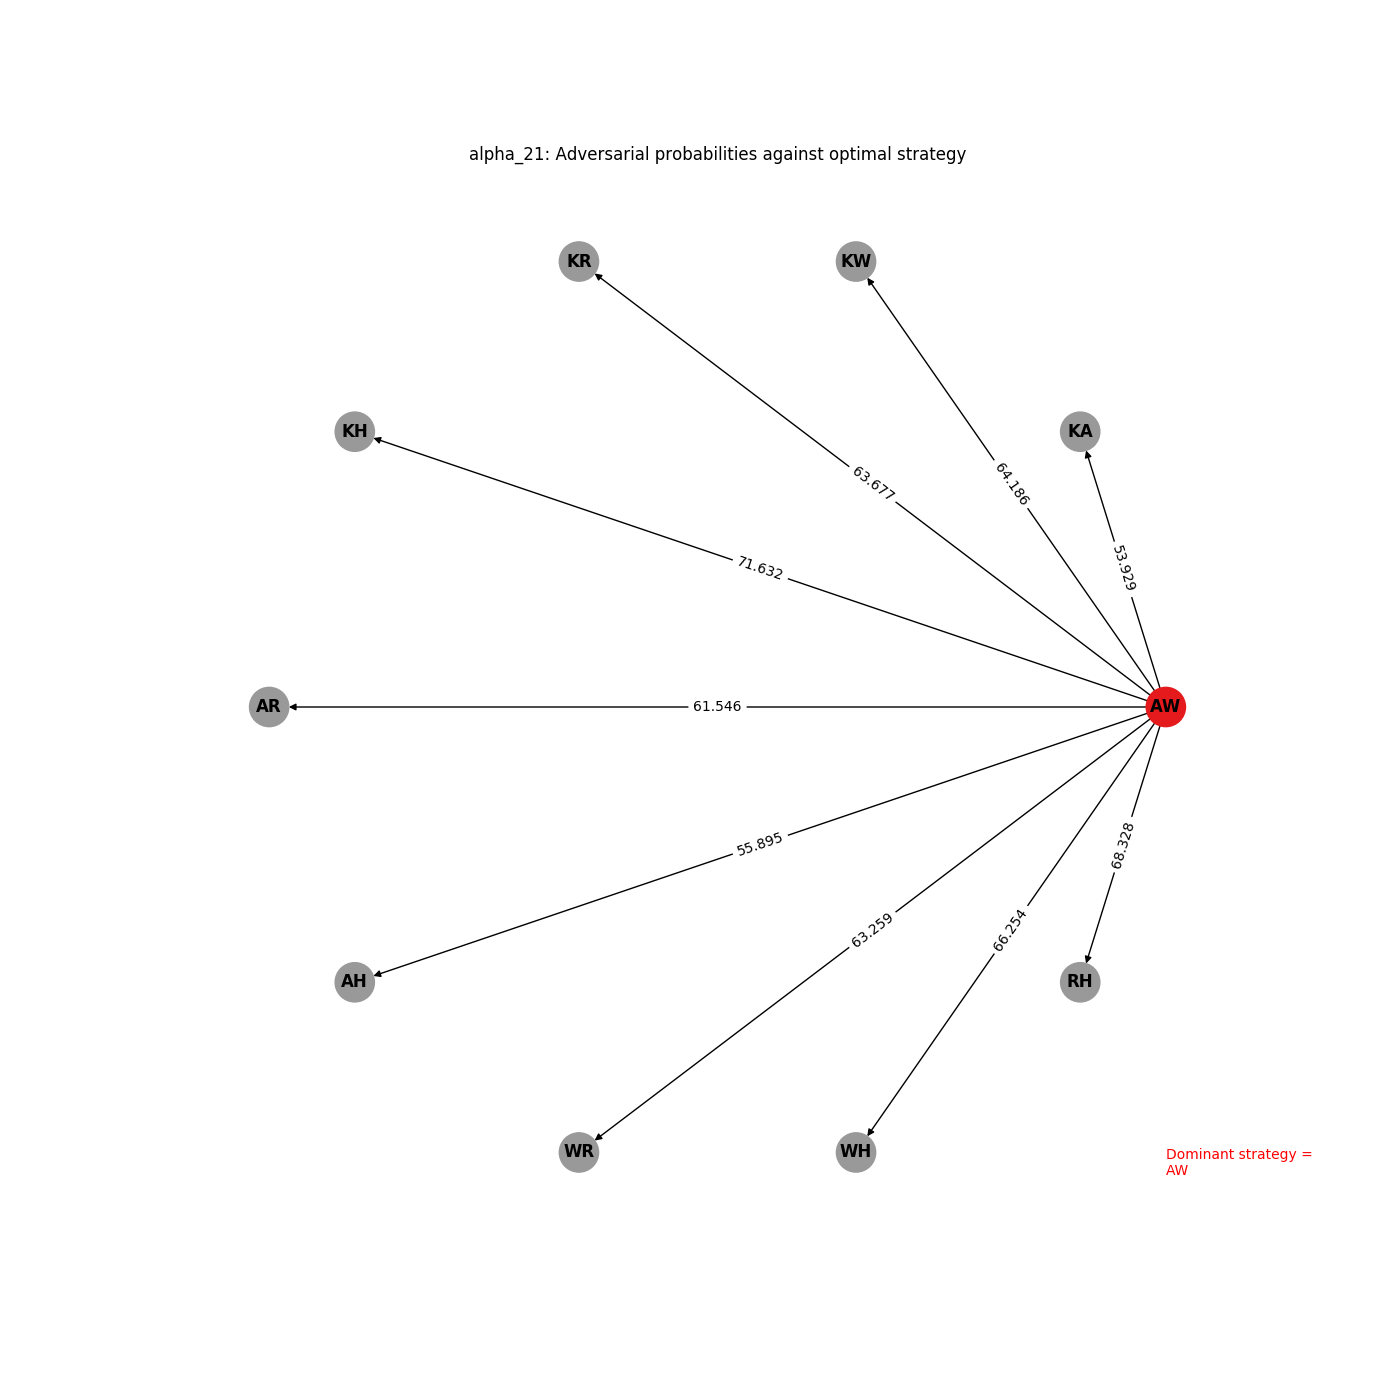 alpha_21: Adversarial probabilities against optimal strategy
KR
KW
KH
KA
63.677
64.186
71.632
53.929
AR
61.546
AW
55.895
68.328
63.259
66.254
AH
RH
WR
WH
Dominant strategy =
AW